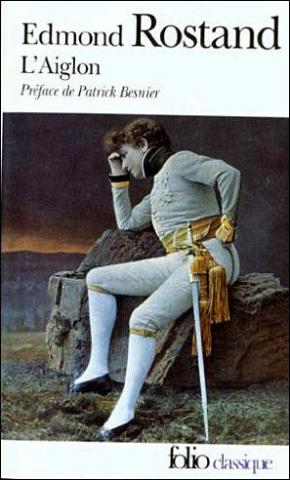 Edmond Rostand
L'Aiglon
Préface de Patrick Besnier
folio classique